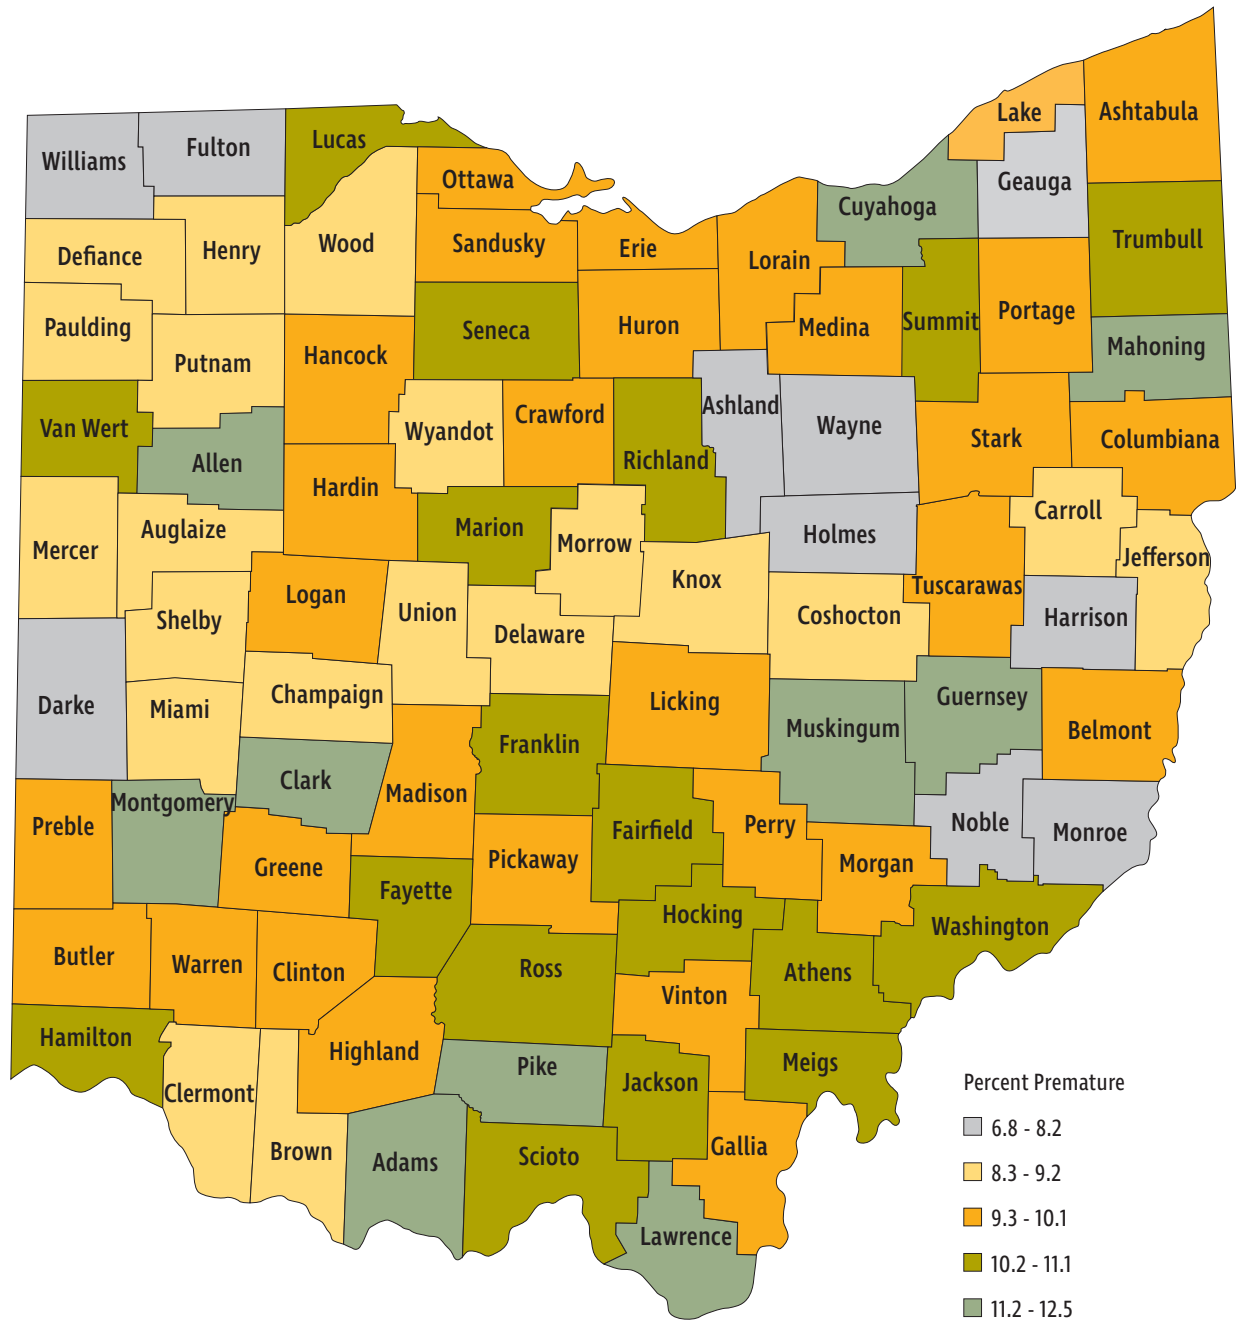 Lake
Ashtabula
Lucas
Fulton
Williams
Geauga
Ottawa
Cuyahoga
Trumbull
Wood
Sandusky
Erie
Henry
Defiance
Lorain
Portage
Summit
Paulding
Seneca
Huron
Medina
Mahoning
Hancock
Putnam
Ashland
Crawford
Wayne
Van Wert
Wyandot
Stark
Columbiana
Allen
Richland
Hardin
Carroll
Auglaize
Marion
Holmes
Mercer
Morrow
Jefferson
Knox
Tuscarawas
Logan
Union
Shelby
Coshocton
Harrison
Delaware
Champaign
Guernsey
Darke
Miami
Licking
Muskingum
Belmont
Franklin
Clark
Madison
Montgomery
Preble
Perry
Noble
Fairfield
Monroe
Pickaway
Greene
Morgan
Fayette
Hocking
Washington
Butler
Warren
Clinton
Ross
Athens
Vinton
Hamilton
Highland
Meigs
Pike
Jackson
Clermont
Gallia
Brown
Scioto
Adams
Lawrence
Percent Premature
6.8 - 8.2
8.3 - 9.2
9.3 - 10.1
10.2 - 11.1
11.2 - 12.5